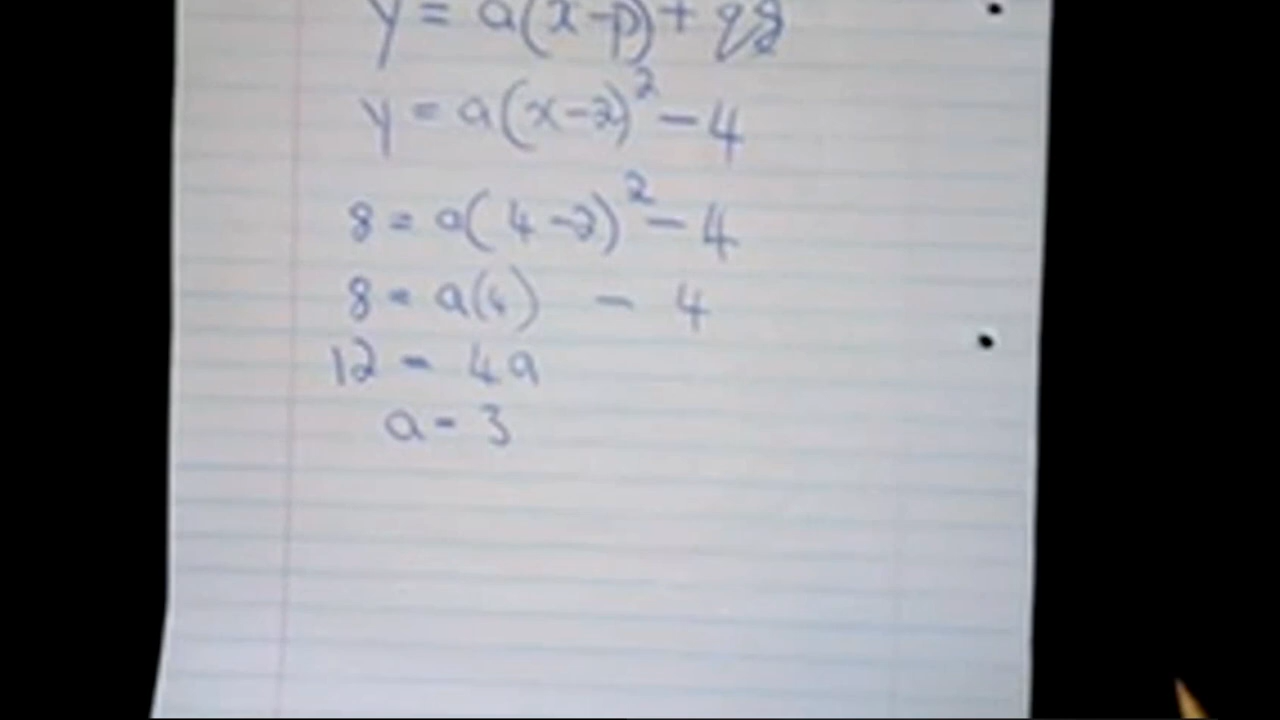 y = a(x-p) + q
y = a(x-2)² - 4
8 = a(4-2)² - 4
8 = a(4) - 4
12 = 4a
a = 3